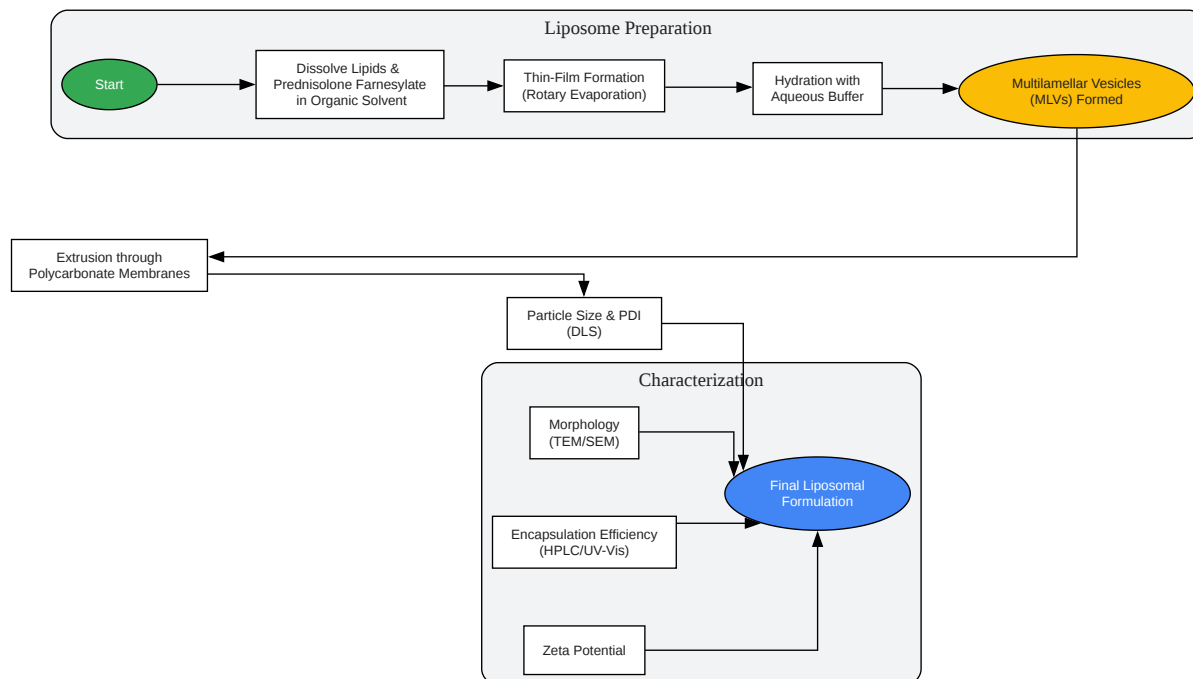 Liposome Preparation
Start
Dissolve Lipids &
Prednisolone Farnesylate
in Organic Solvent
Thin-Film Formation
(Rotary Evaporation)
Hydration with
Aqueous Buffer
Multilamellar Vesicles
(MLVs) Formed
Extrusion through
Polycarbonate Membranes
Particle Size & PDI
(DLS)
Characterization
Morphology
(TEM/SEM)
Final Liposomal
Formulation
Encapsulation Efficiency
(HPLC/UV-Vis)
Zeta Potential